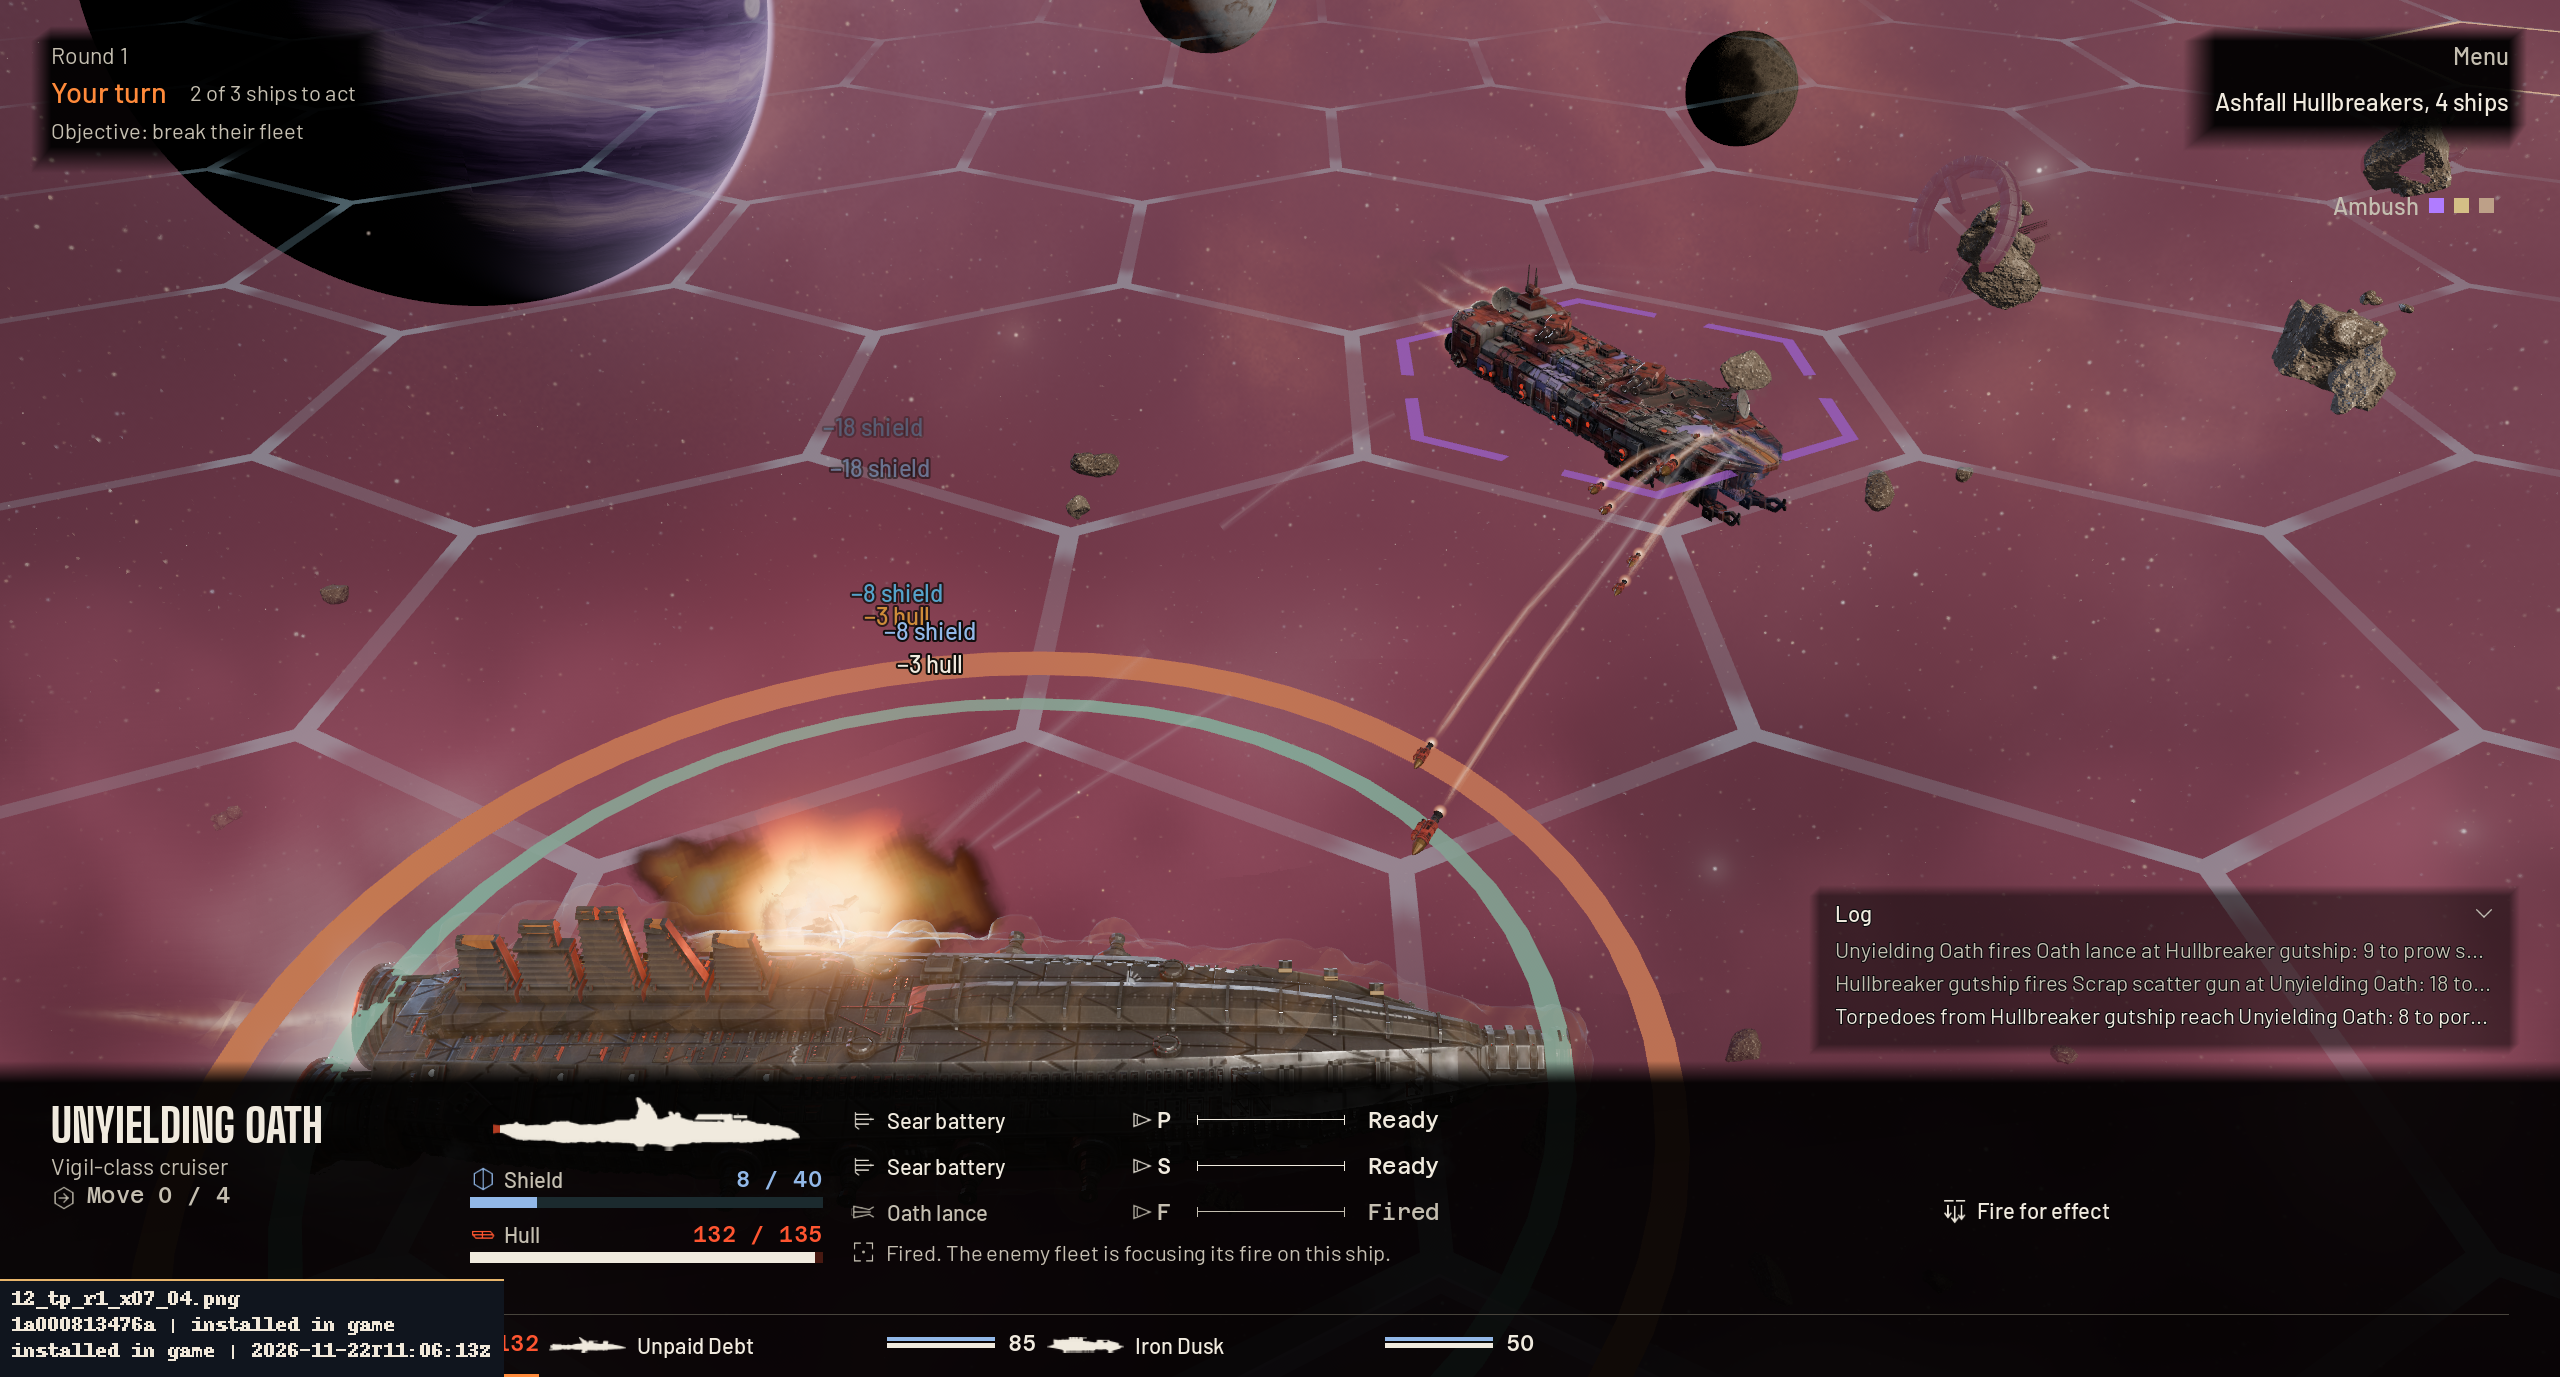 Round 1
Your turn 2 of 3 ships to act
Objective: break their fleet
Menu
Ashfall Hullbreakers, 4 ships
Ambush
−18 shield
−18 shield
−8 shield
−3 hull
−8 shield
−3 hull
Log
Unyielding Oath fires Oath lance at Hullbreaker gutship: 9 to prow s...
Hullbreaker gutship fires Scrap scatter gun at Unyielding Oath: 18 to...
Torpedoes from Hullbreaker gutship reach Unyielding Oath: 8 to por...
UNYIELDING OATH
Vigil-class cruiser
Move 0 / 4
Shield 8 / 40
Hull 132 / 135
Sear battery P Ready
Sear battery S Ready
Oath lance F Fired
Fired. The enemy fleet is focusing its fire on this ship.
Fire for effect
12_tp_r1_x07_04.png
1a000813476a | installed in game
installed in game | 2026-11-22T11:06:13Z
132 Unpaid Debt 85 Iron Dusk 50